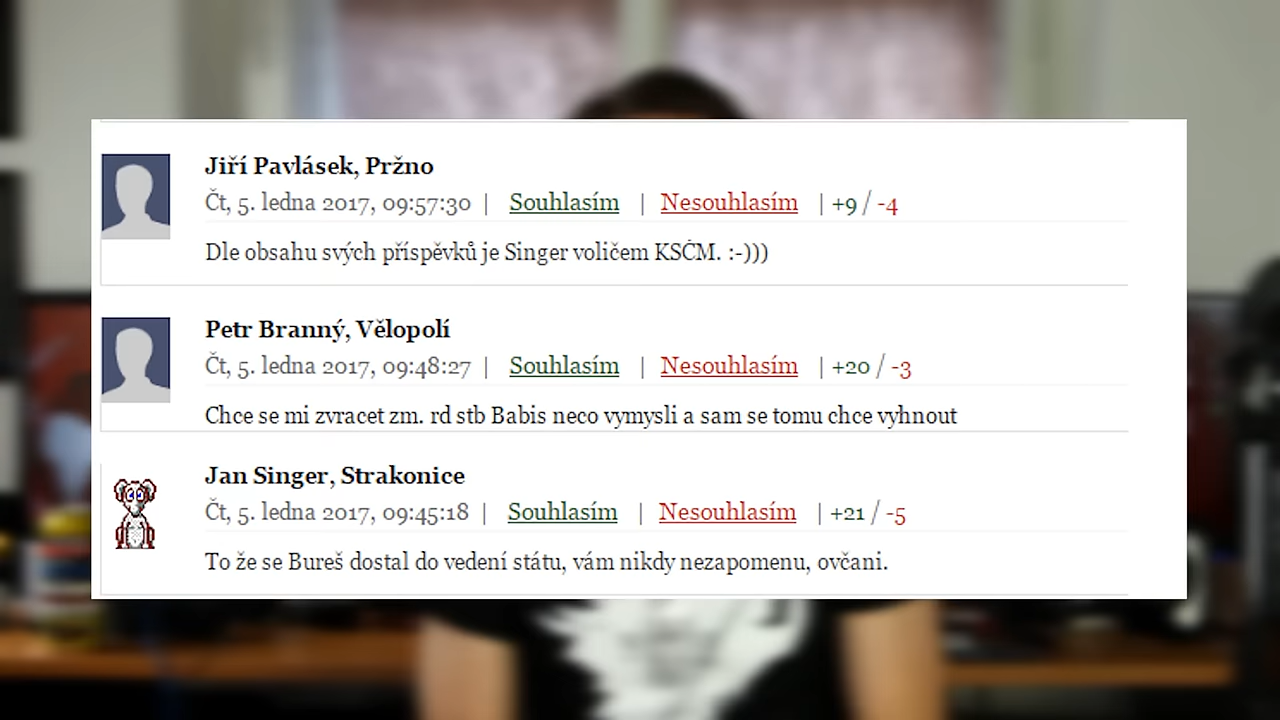 Jiří Pavlásek, Pržno
Čt, 5. ledna 2017, 09:57:30 | Souhlasím | Nesouhlasím | +9 / -4
Dle obsahu svých příspěvků je Singer voličem KSČM. :-)))
Petr Branný, Vělopolí
Čt, 5. ledna 2017, 09:48:27 | Souhlasím | Nesouhlasím | +20 / -3
Chce se mi zvracet zm. rd stb Babis neco vymysli a sam se tomu chce vyhnout
Jan Singer, Strakonice
Čt, 5. ledna 2017, 09:45:18 | Souhlasím | Nesouhlasím | +21 / -5
To že se Bureš dostal do vedení státu, vám nikdy nezapomenu, ovčani.